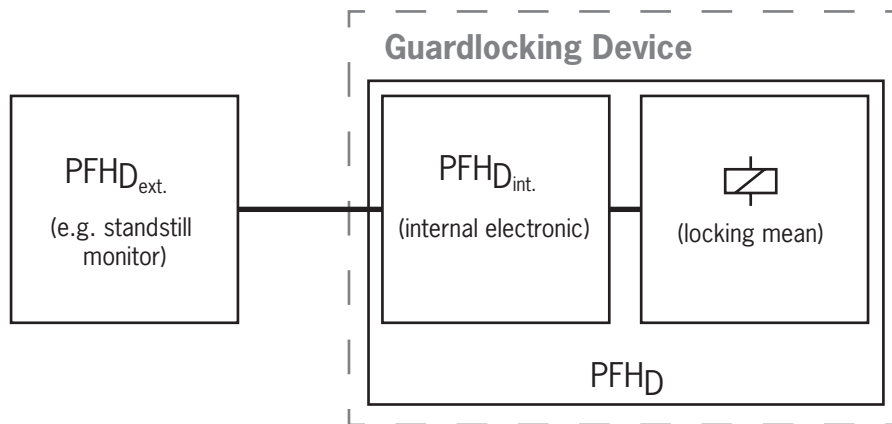 Guardlocking Device
PFHDext.
(e.g. standstill
monitor)
PFHDint.
(internal electronic)
(locking mean)
PFHD